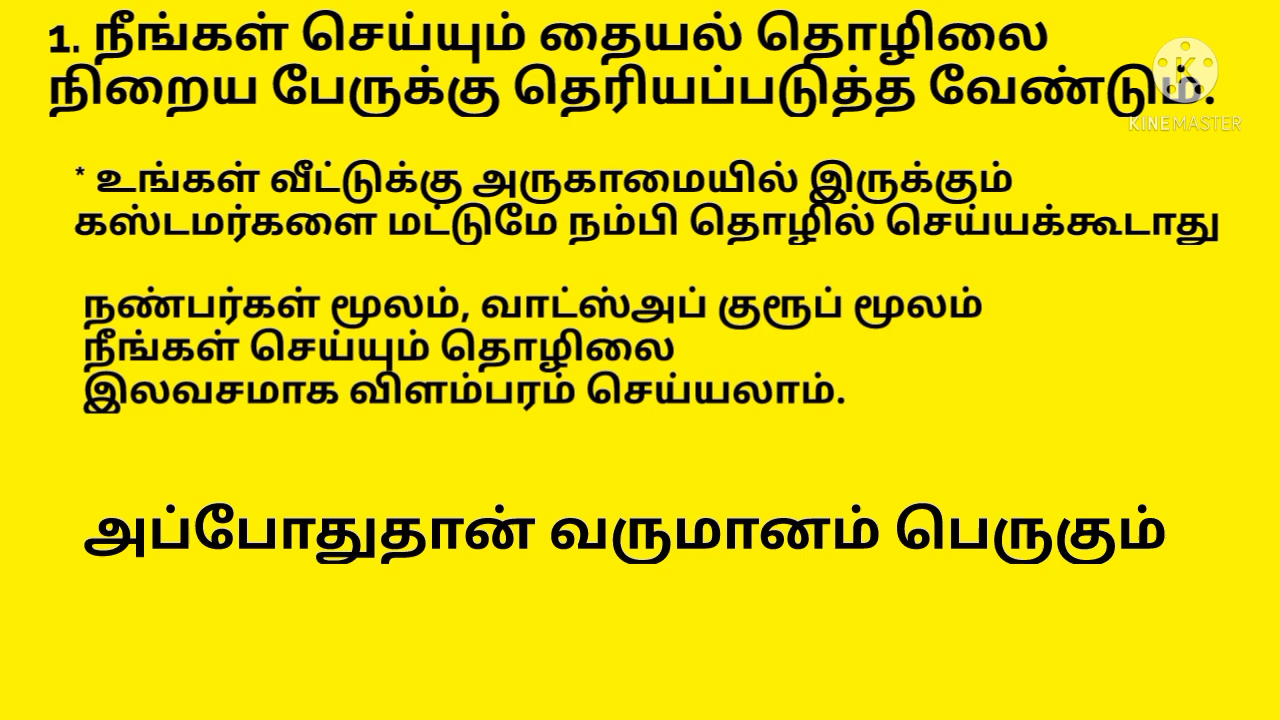 1. நீங்கள் செய்யும் தையல் தொழிலை
நிறைய பேருக்கு தெரியப்படுத்த வேண்டும்.
K
KINEMASTER
* உங்கள் வீட்டுக்கு அருகாமையில் இருக்கும்
கஸ்டமர்களை மட்டுமே நம்பி தொழில் செய்யக்கூடாது
நண்பர்கள் மூலம், வாட்ஸ்அப் குரூப் மூலம்
நீங்கள் செய்யும் தொழிலை
இலவசமாக விளம்பரம் செய்யலாம்.
அப்போதுதான் வருமானம் பெருகும்